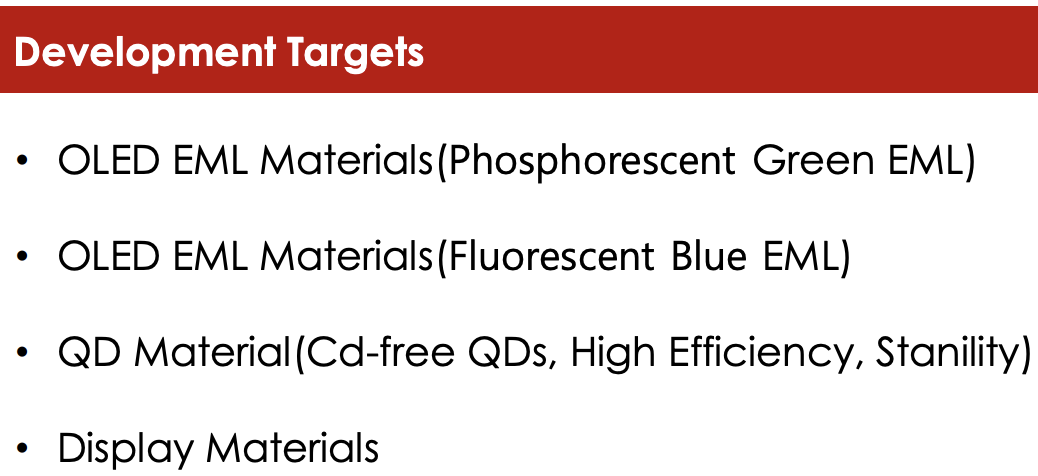 Development Targets
• OLED EML Materials(Phosphorescent Green EML)
• OLED EML Materials(Fluorescent Blue EML)
• QD Material(Cd-free QDs, High Efficiency, Stanility)
• Display Materials